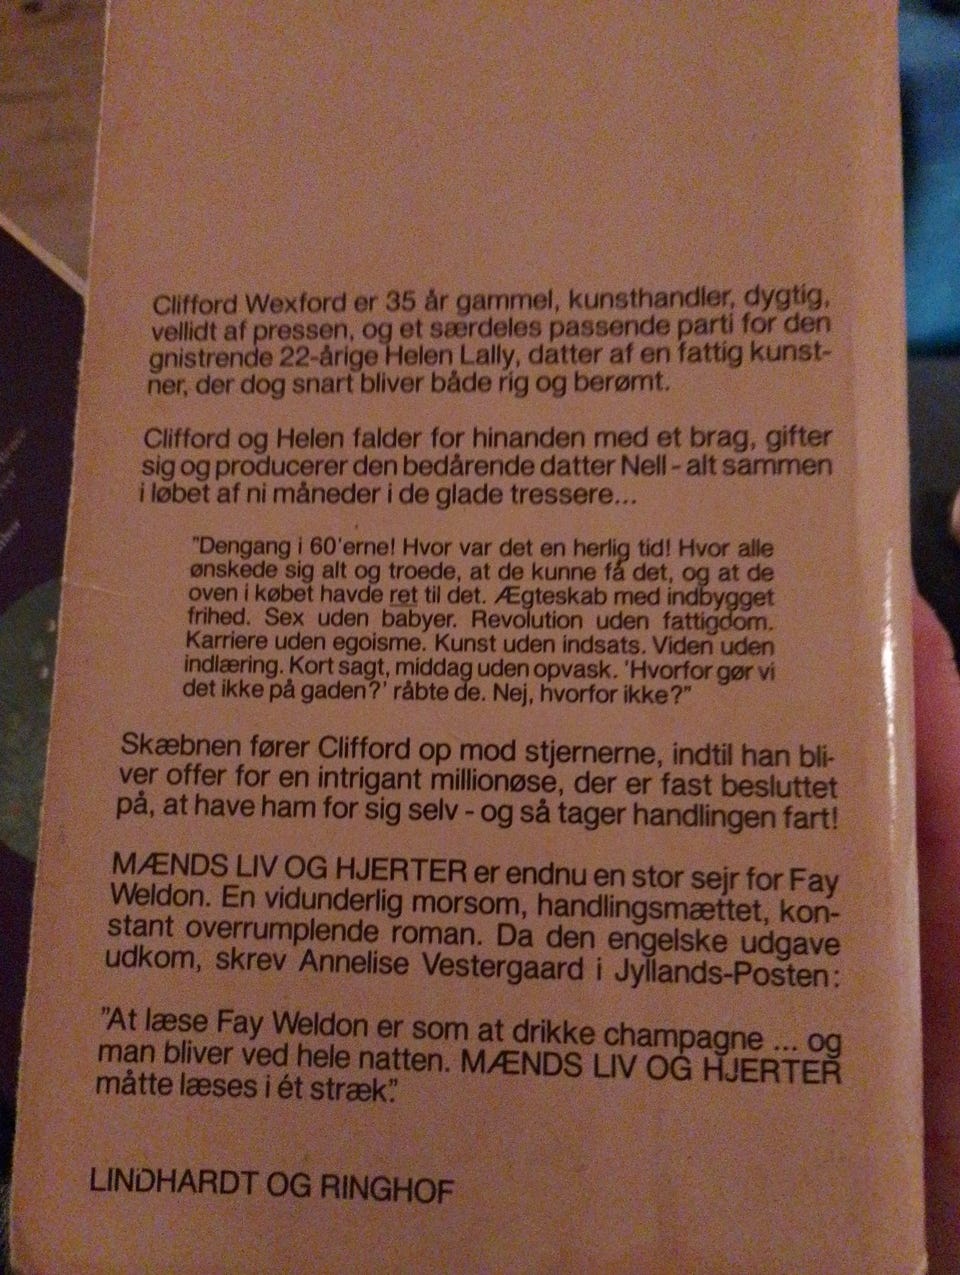 Clifford Wexford er 35 år gammel, kunsthandler, dygtig,
vellidt af pressen, og et særdeles passende parti for den
gnistrende 22-årige Helen Lally, datter af en fattig kunst-
ner, der dog snart bliver både rig og berømt.
Clifford og Helen falder for hinanden med et brag, gifter
sig og producerer den bedårende datter Nell - alt sammen
i løbet af ni måneder i de glade tressere...
"Dengang i 60'erne! Hvor var det en herlig tid! Hvor alle
ønskede sig alt og troede, at de kunne få det, og at de
oven i købet havde ret til det. Ægteskab med indbygget
frihed. Sex uden babyer. Revolution uden fattigdom.
Karriere uden egoisme. Kunst uden indsats. Viden uden
indlæring. Kort sagt, middag uden opvask. 'Hvorfor gør vi
det ikke på gaden?' råbte de. Nej, hvorfor ikke?"
Skæbnen fører Clifford op mod stjernerne, indtil han bli-
ver offer for en intrigant millionøse, der er fast besluttet
på, at have ham for sig selv - og så tager handlingen fart!
MÆNDS LIV OG HJERTER er endnu en stor sejr for Fay
Weldon. En vidunderlig morsom, handlingsmættet, kon-
stant overrumplende roman. Da den engelske udgave
udkom, skrev Annelise Vestergaard i Jyllands-Posten:
"At læse Fay Weldon er som at drikke champagne ... og
man bliver ved hele natten. MÆNDS LIV OG HJERTER
måtte læses i ét stræk".
LINDHARDT OG RINGHOF